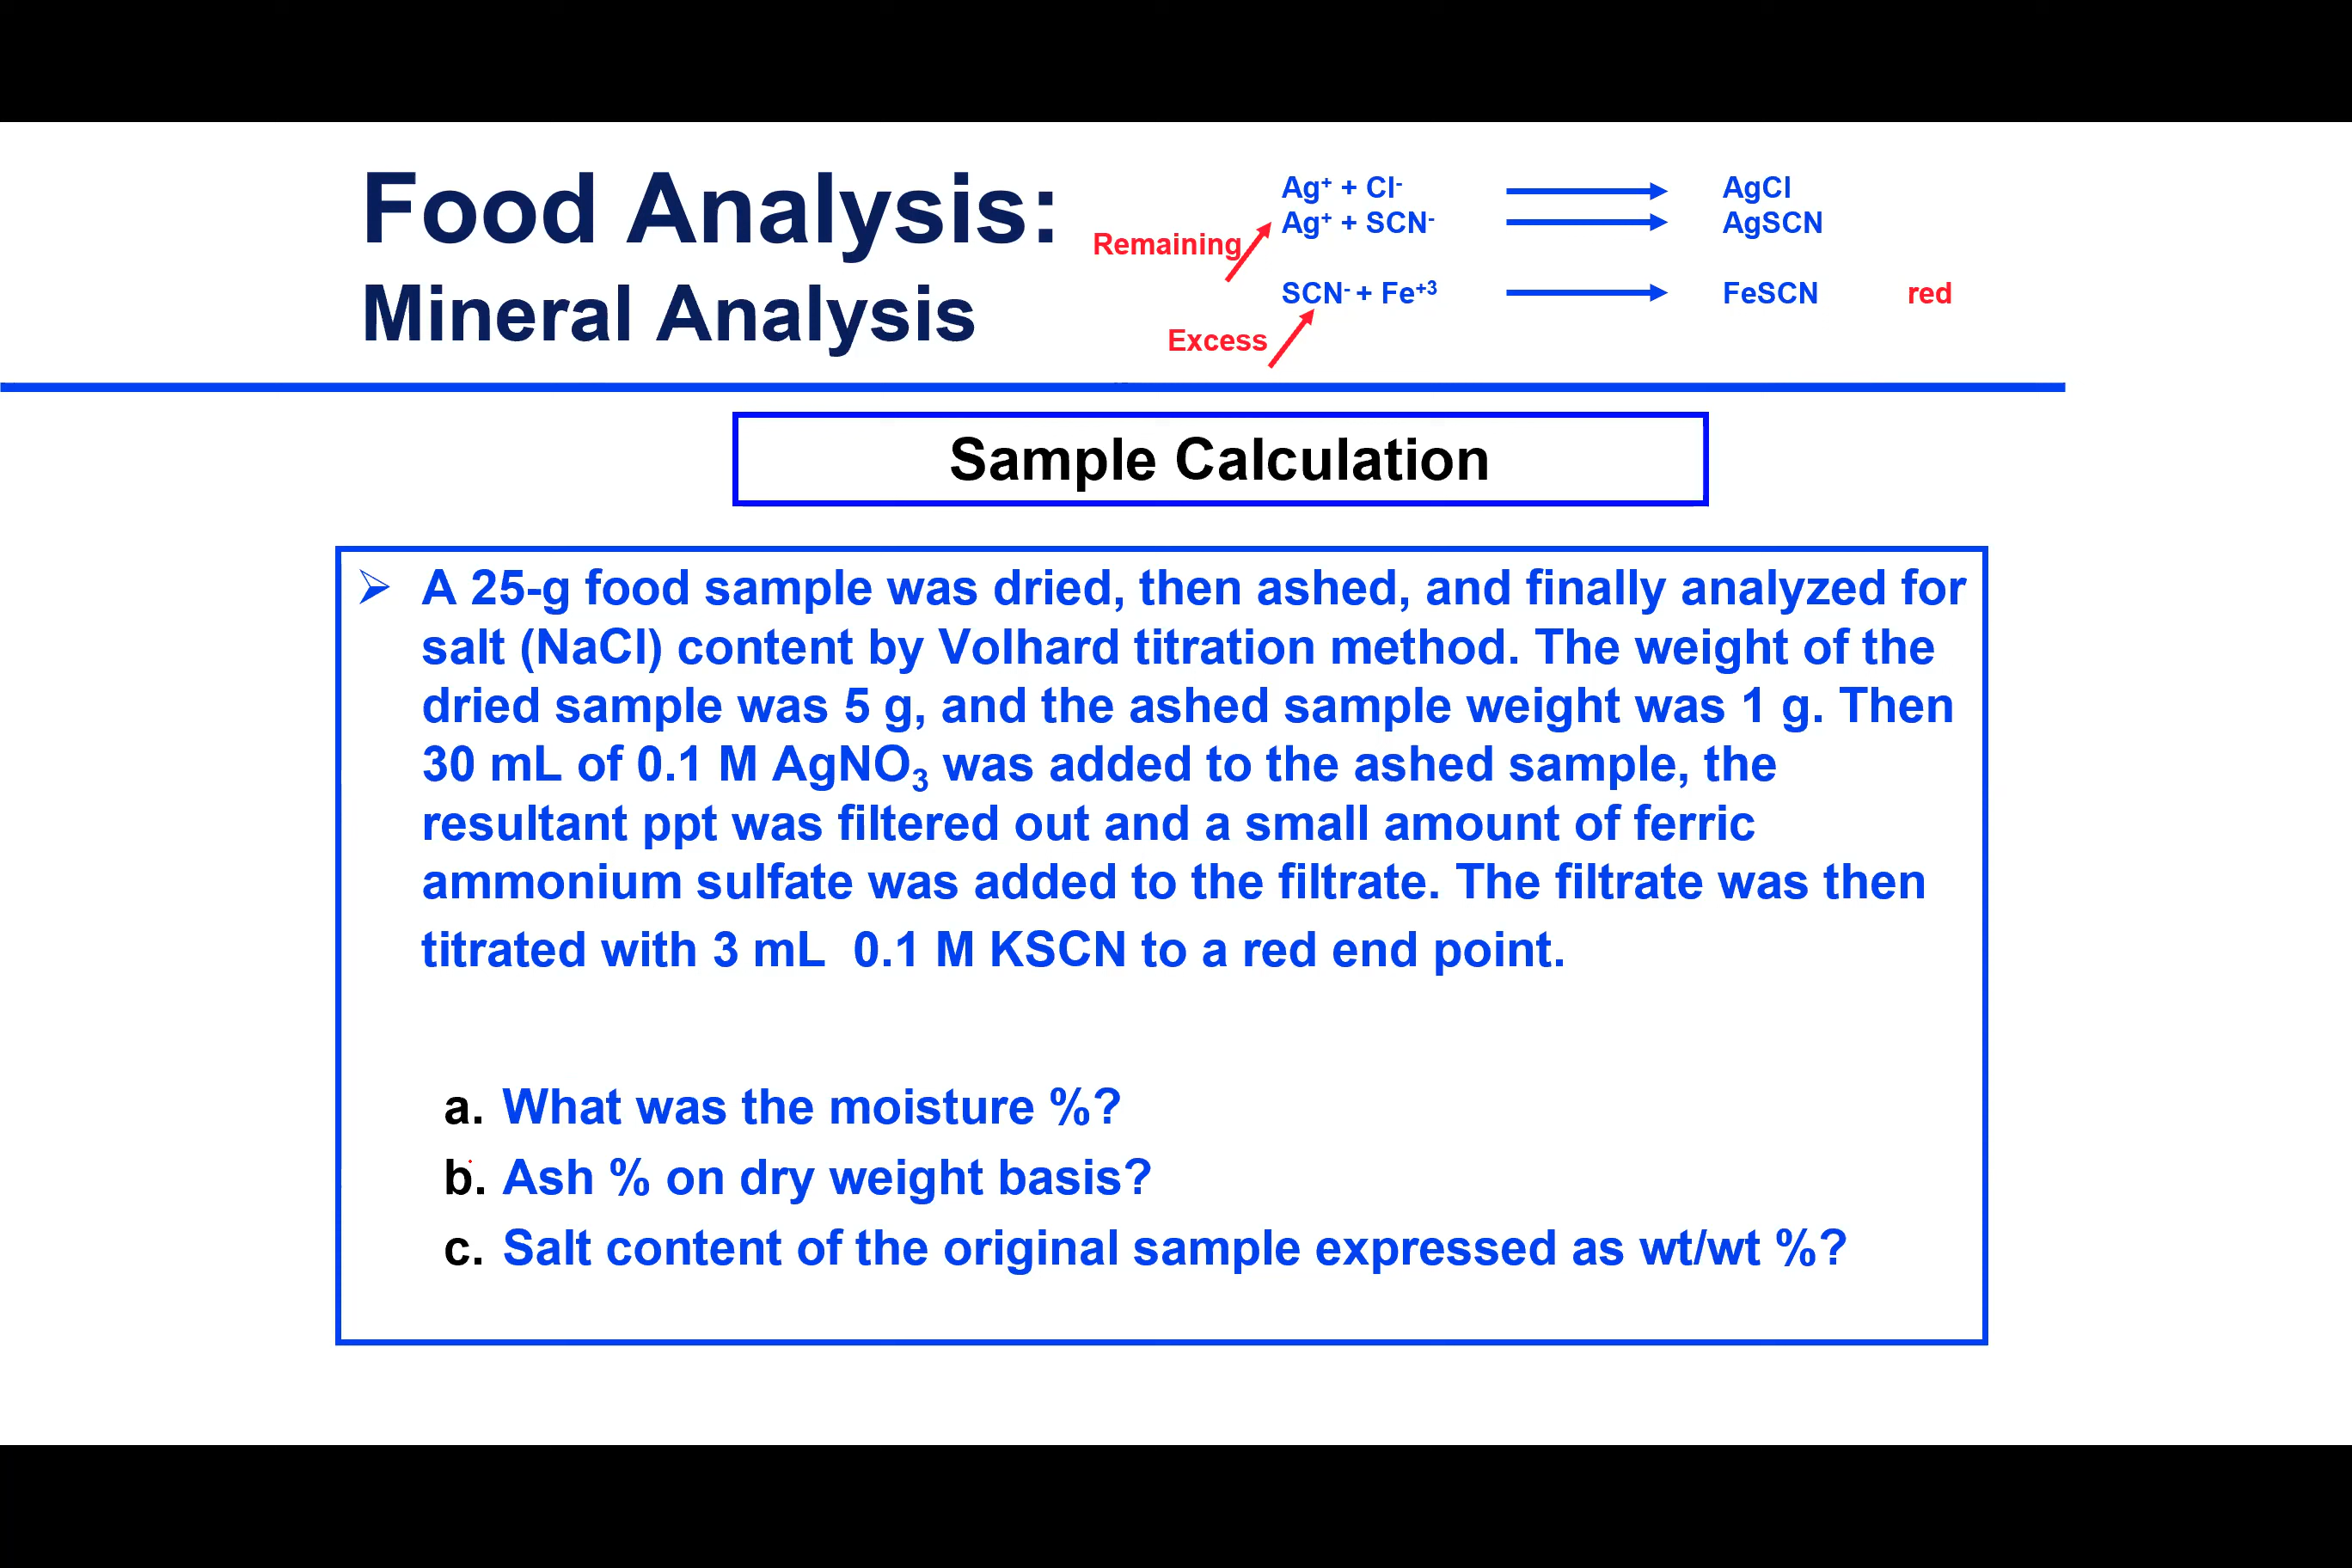 Food Analysis:
Mineral Analysis
Ag⁺ + Cl⁻ AgCl
Ag⁺ + SCN⁻ AgSCN
Remaining
SCN⁻ + Fe⁺³ FeSCN red
Excess
Sample Calculation
➢ A 25-g food sample was dried, then ashed, and finally analyzed for
salt (NaCl) content by Volhard titration method. The weight of the
dried sample was 5 g, and the ashed sample weight was 1 g. Then
30 mL of 0.1 M AgNO₃ was added to the ashed sample, the
resultant ppt was filtered out and a small amount of ferric
ammonium sulfate was added to the filtrate. The filtrate was then
titrated with 3 mL 0.1 M KSCN to a red end point.
a. What was the moisture %?
b. Ash % on dry weight basis?
c. Salt content of the original sample expressed as wt/wt %?